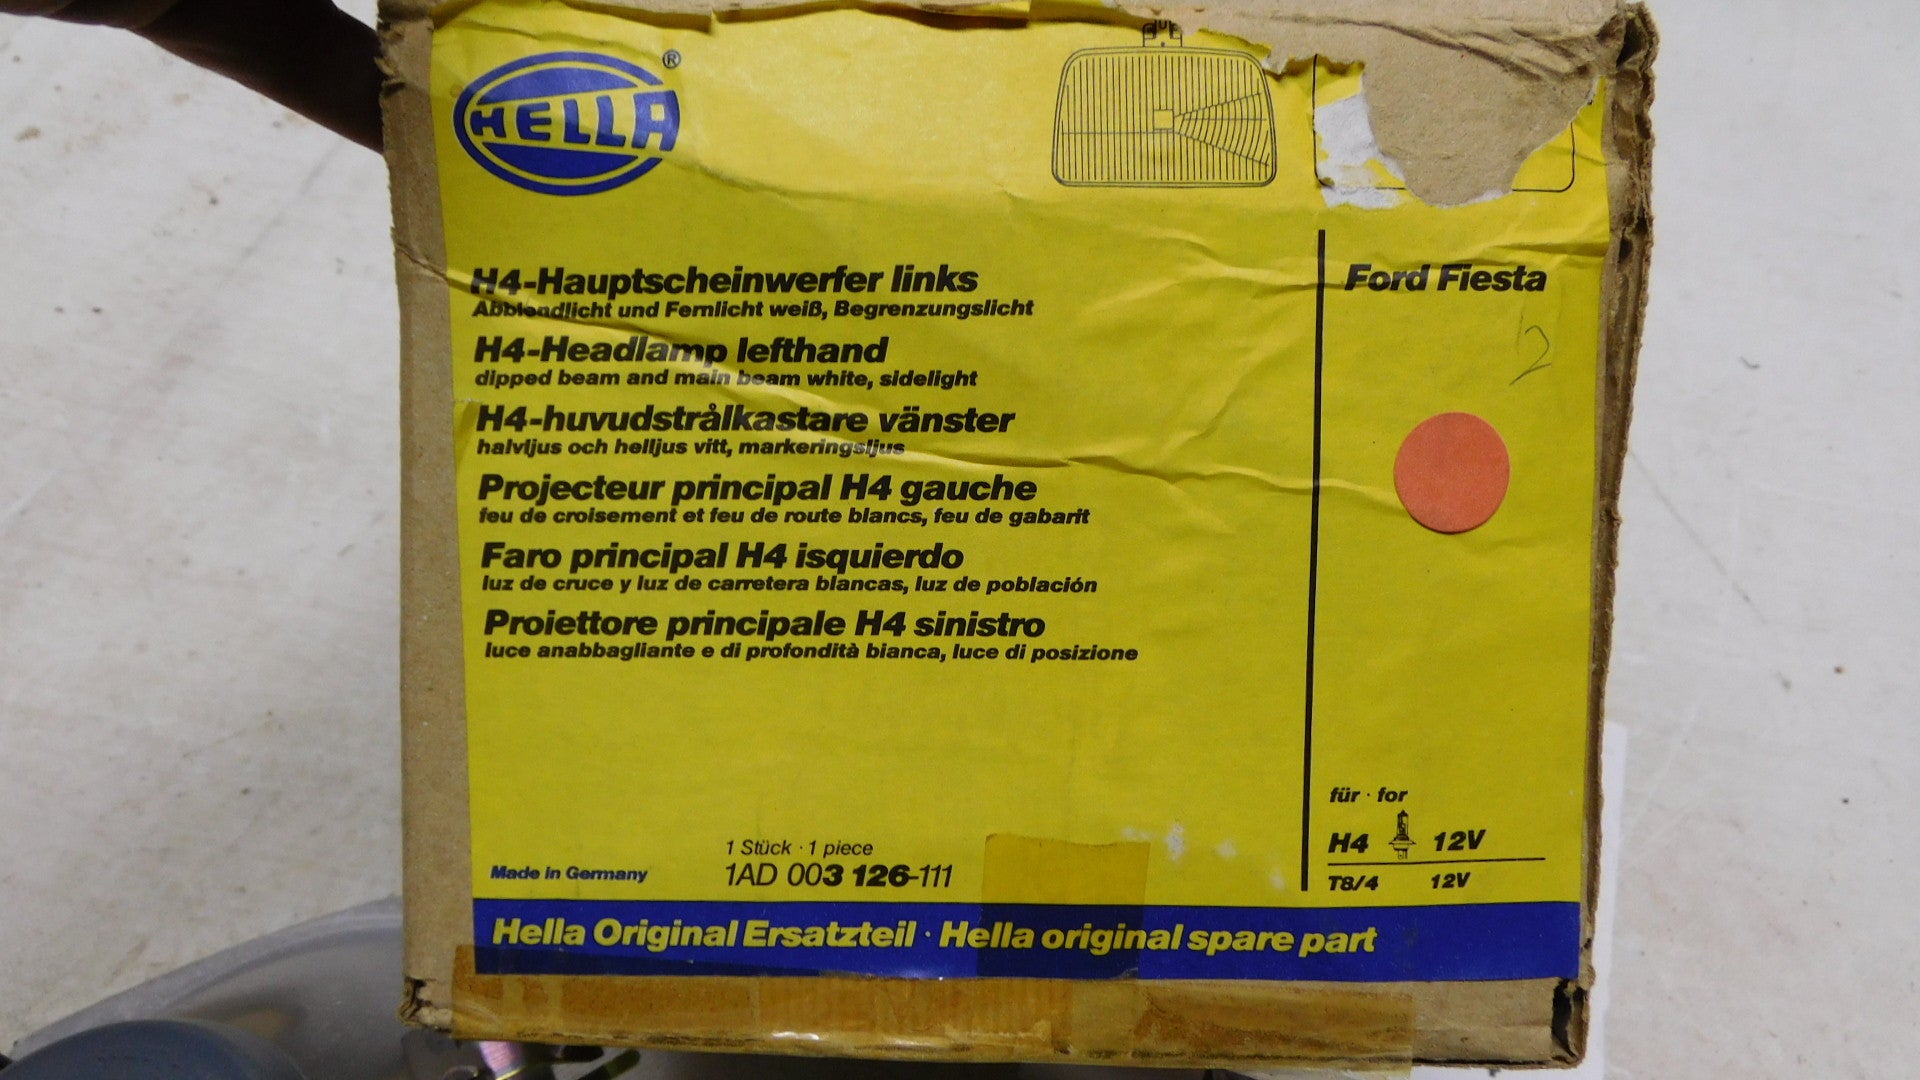 HELLA®
H4-Hauptscheinwerfer links
Abblendlicht und Fernlicht weiß, Begrenzungslicht
H4-Headlamp lefthand
dipped beam and main beam white, sidelight
H4-huvudstrålkastare vänster
halvljus och helljus vitt, markeringsljus
Projecteur principal H4 gauche
feu de croisement et feu de route blancs, feu de gabarit
Faro principal H4 isquierdo
luz de cruce y luz de carretera blancas, luz de población
Proiettore principale H4 sinistro
luce anabbagliante e di profondità bianca, luce di posizione
Ford Fiesta
2
für · for
H4 12V
T8/4 12V
1 Stück · 1 piece
Made in Germany 1AD 003 126-111
Hella Original Ersatzteil · Hella original spare part